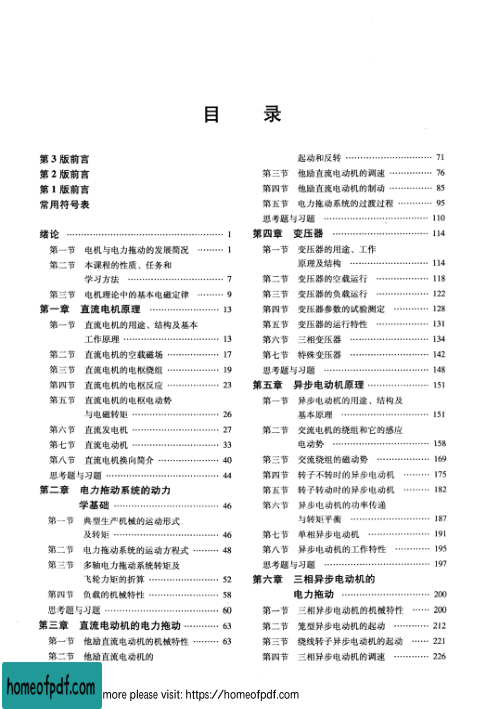 目 录
第 3 版前言
第 2 版前言
第 1 版前言
常用符号表
绪论 …………………………………… 1
第一节 电机与电力拖动的发展简况 ……… 1
第二节 本课程的性质、任务和
学习方法 …………………… 7
第三节 电机理论中的基本电磁定律 ……… 9
第一章 直流电机原理 …………………… 13
第一节 直流电机的用途、结构及基本
工作原理 …………………… 13
第二节 直流电机的空载磁场 …………… 17
第三节 直流电机的电枢绕组 …………… 19
第四节 直流电机的电枢反应 …………… 23
第五节 直流电机的电枢电动势
与电磁转矩 ………………… 26
第六节 直流发电机 …………………… 27
第七节 直流电动机 …………………… 33
第八节 直流电机换向简介 ……………… 40
思考题与习题 ………………………… 44
第二章 电力拖动系统的动力
学基础 …………………………… 46
第一节 典型生产机械的运动形式
及转矩 ……………………… 46
第二节 电力拖动系统的运动方程式 ……… 48
第三节 多轴电力拖动系统转矩及
飞轮力矩的折算 …………… 52
第四节 负载的机械特性 ………………… 58
思考题与习题 ………………………… 60
第三章 直流电动机的电力拖动 ………… 63
第一节 他励直流电动机的机械特性 ……… 63
第二节 他励直流电动机的
起动和反转 ………………… 71
第三节 他励直流电动机的调速 …………… 76
第四节 他励直流电动机的制动 …………… 85
第五节 电力拖动系统的过渡过程 ………… 95
思考题与习题 ………………………… 110
第四章 变压器 ………………………… 114
第一节 变压器的用途、工作
原理及结构 ………………… 114
第二节 变压器的空载运行 ……………… 118
第三节 变压器的负载运行 ……………… 122
第四节 变压器参数的试验测定 ………… 128
第五节 变压器的运行特性 ……………… 131
第六节 三相变压器 …………………… 134
第七节 特殊变压器 …………………… 142
思考题与习题 ………………………… 148
第五章 异步电动机原理 ……………… 151
第一节 异步电动机的用途、结构及
基本原理 …………………… 151
第二节 交流电机的绕组和它的感应
电动势 ……………………… 158
第三节 交流绕组的磁动势 ……………… 169
第四节 转子不转时的异步电动机 ……… 175
第五节 转子转动时的异步电动机 ……… 182
第六节 异步电动机的功率传递
与转矩平衡 ………………… 187
第七节 单相异步电动机 ………………… 191
第八节 异步电动机的工作特性 ………… 195
思考题与习题 ………………………… 197
第六章 三相异步电动机的
电力拖动 ………………………… 200
第一节 三相异步电动机的机械特性 …… 200
第二节 笼型异步电动机的起动 ………… 212
第三节 绕线转子异步电动机的起动 …… 221
第四节 三相异步电动机的调速 ………… 226
homeofpdf.com
more please visit: https://homeofpdf.com